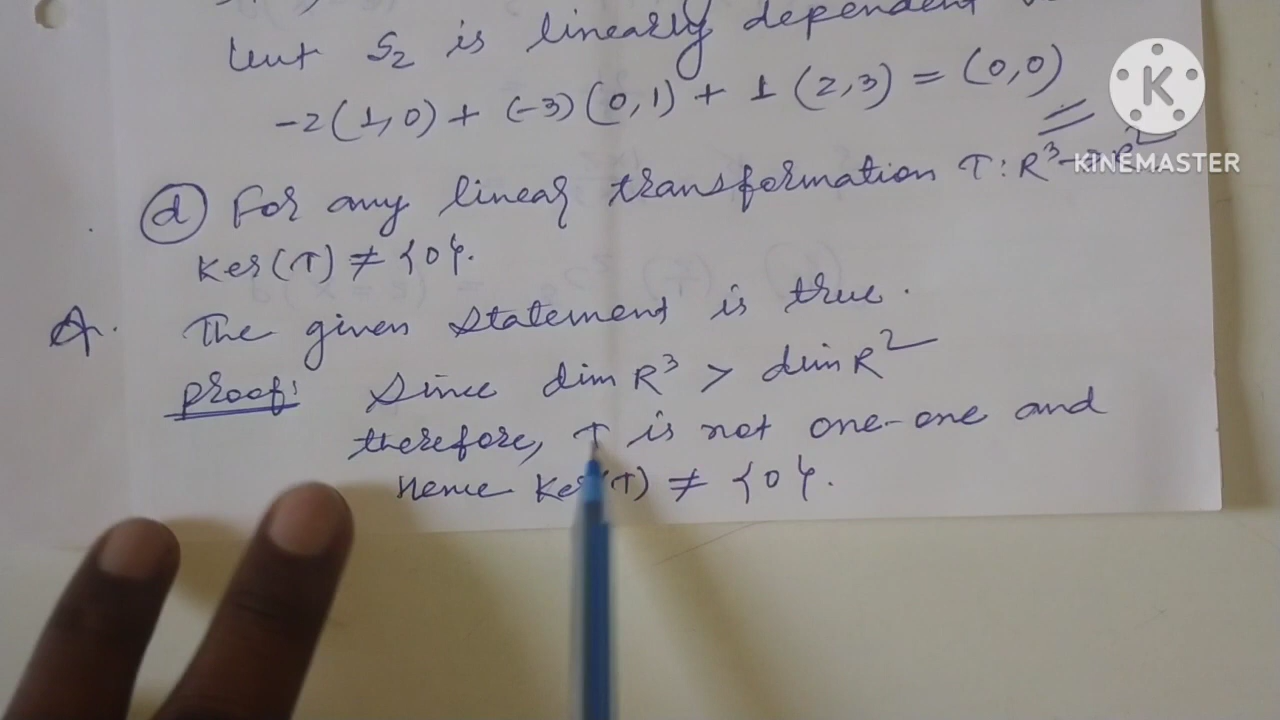 but S₂ is linearly dependent
-2(1,0) + (-3)(0,1) + 1 (2,3) = (0,0)
K
KINEMASTER
(d) For any linear transformation T: R³ R²
Ker(T) ≠ {0}.
A. The given statement is true.
Proof: Since dim R³ > dim R²
therefore, T is not one-one and
Hence Ker(T) ≠ {0}.